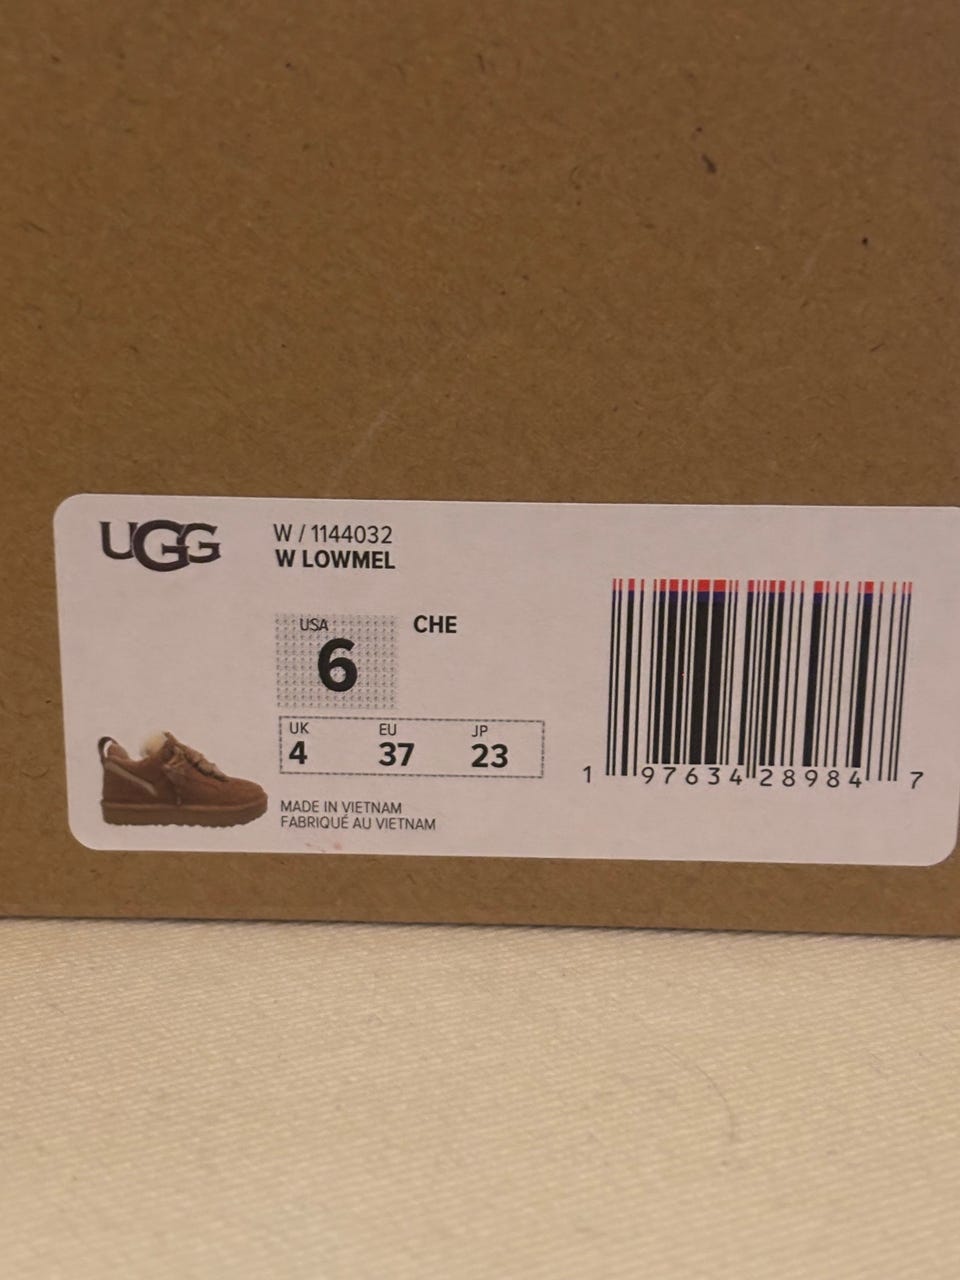 UGG
W / 1144032
W LOWMEL
USA
6
CHE
UK EU JP
4 37 23
MADE IN VIETNAM
FABRIQUÉ AU VIETNAM
1 97634 28984 7